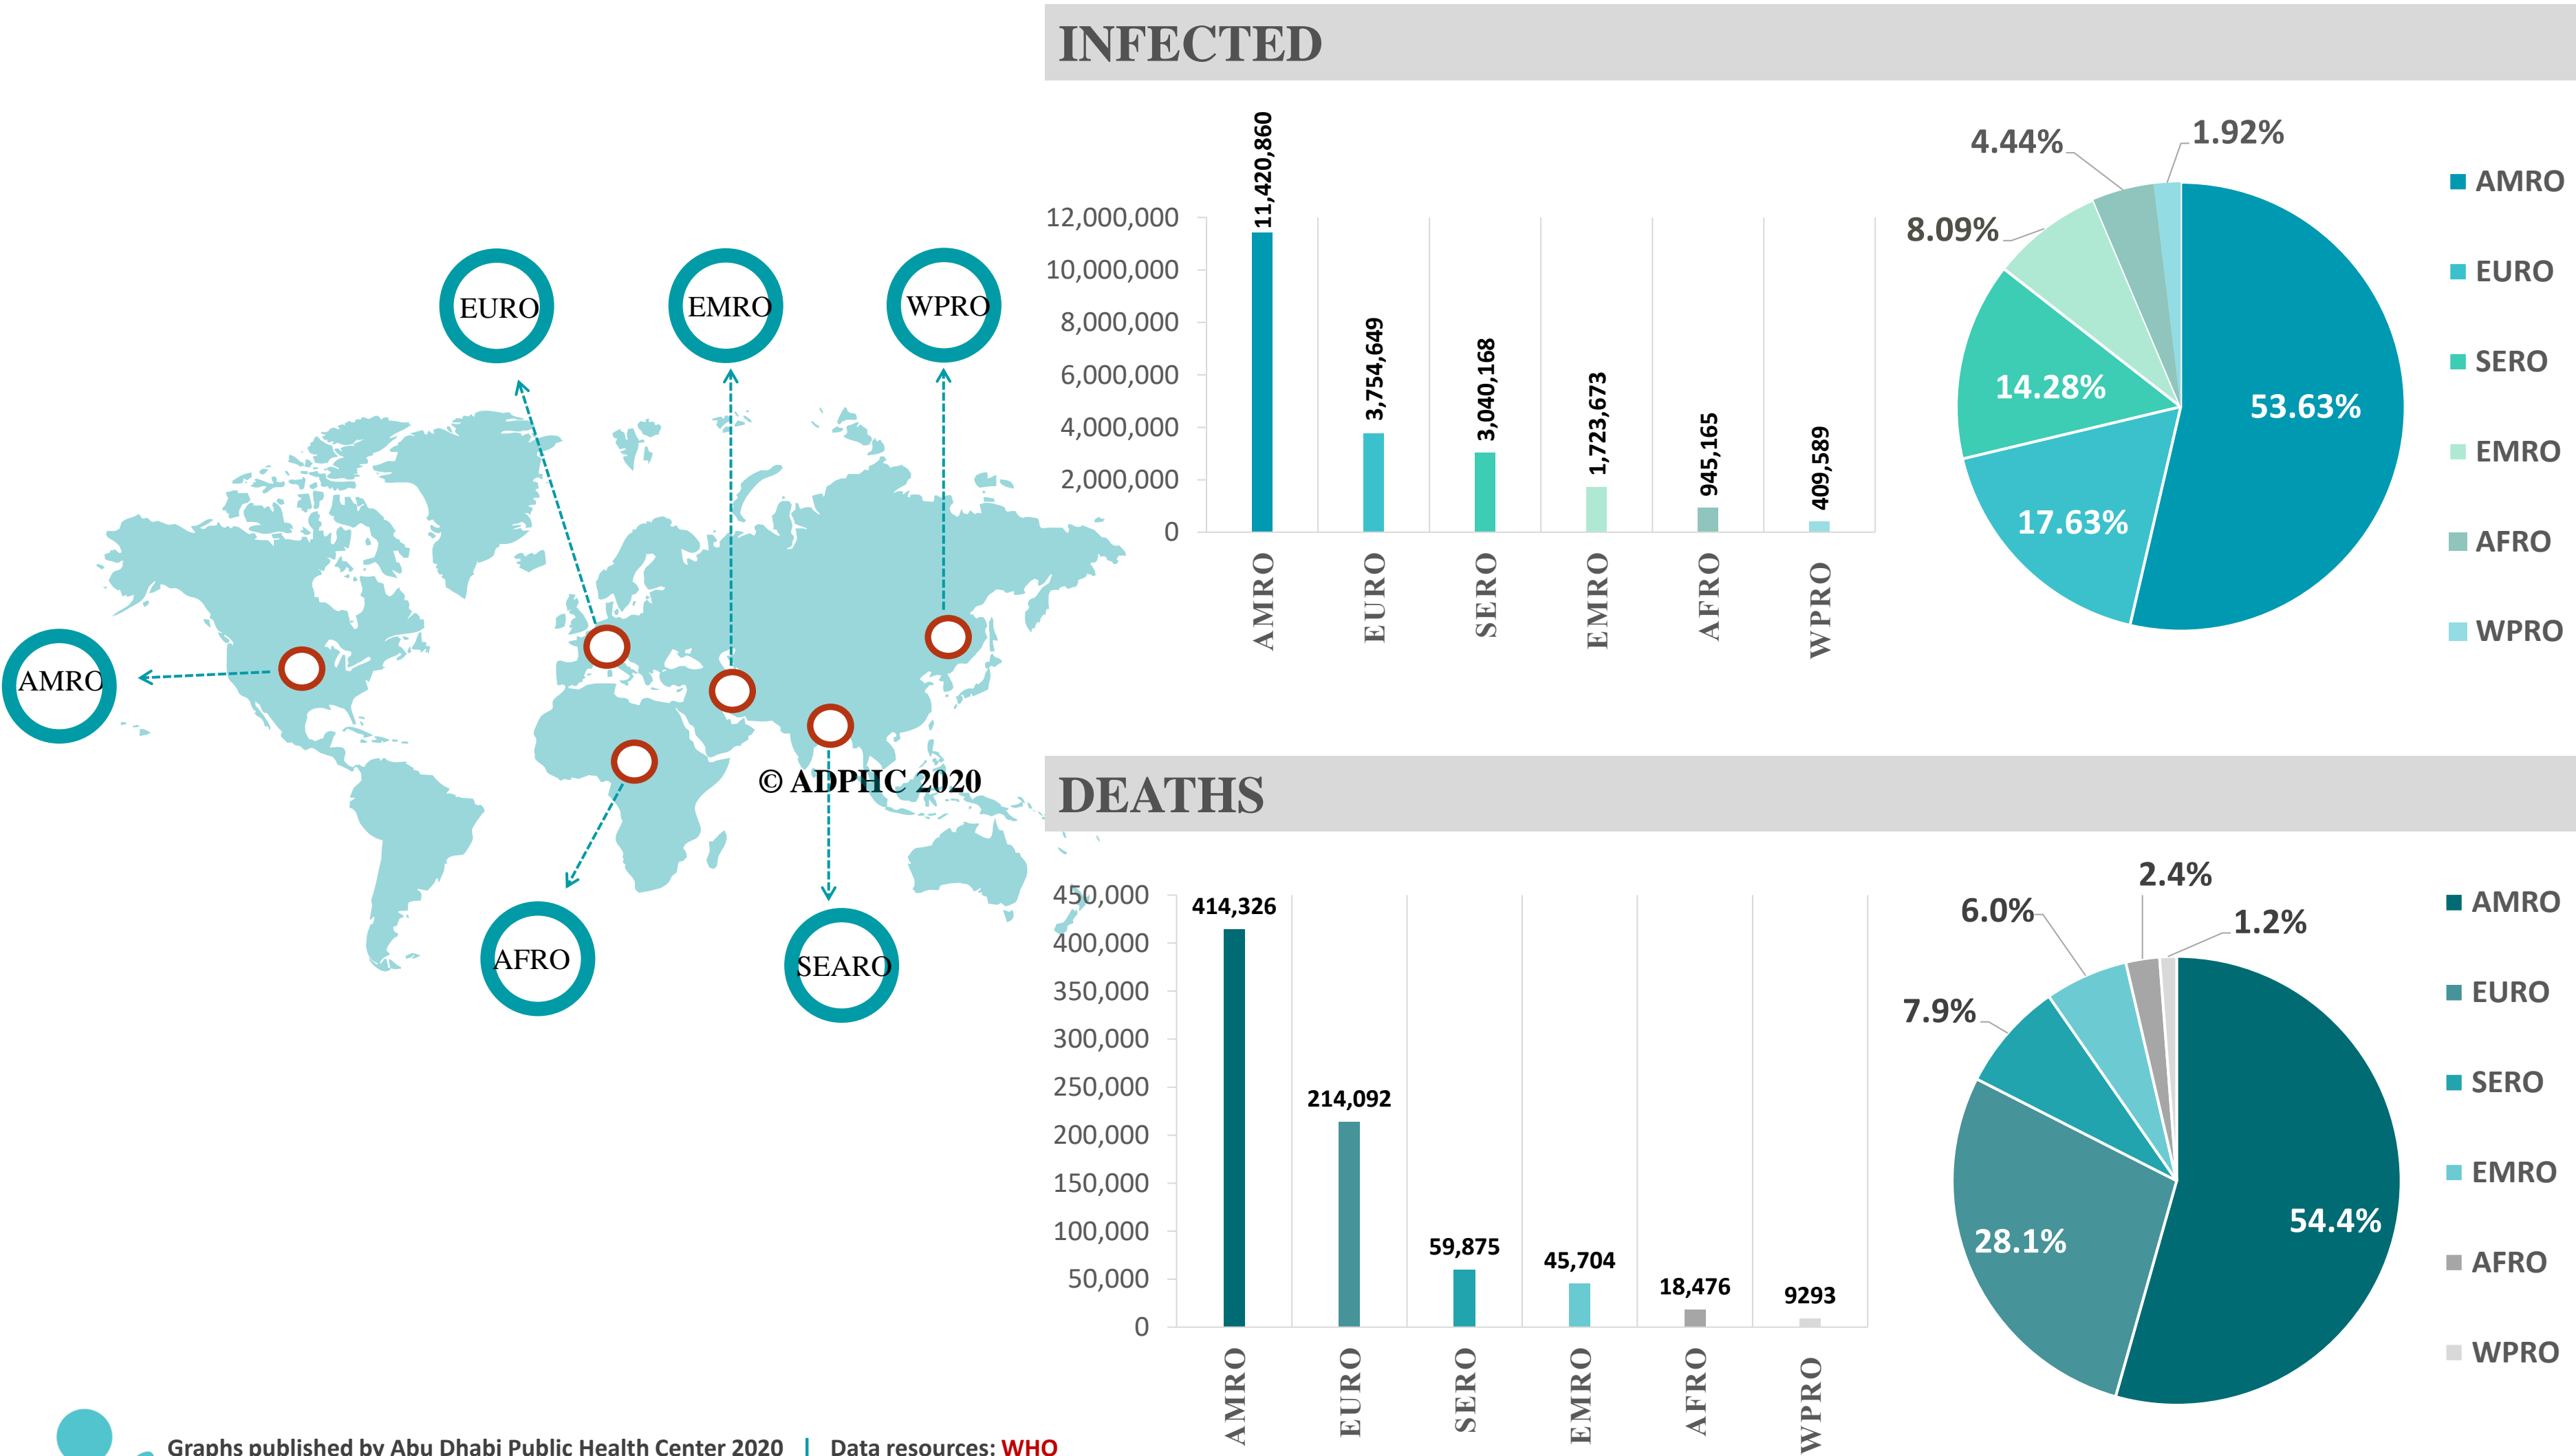 INFECTED
11,420,860
3,754,649
3,040,168
1,723,673
945,165
409,589
12,000,000
10,000,000
8,000,000
6,000,000
4,000,000
2,000,000
0
AMRO
EURO
SERO
EMRO
AFRO
WPRO
4.44%
1.92%
8.09%
14.28%
53.63%
17.63%
AMRO
EURO
SERO
EMRO
AFRO
WPRO
EURO
EMRO
WPRO
AMRO
© ADPHC 2020
AFRO
SEARO
DEATHS
450,000
400,000
350,000
300,000
250,000
200,000
150,000
100,000
50,000
0
414,326
214,092
59,875
45,704
18,476
9293
AMRO
EURO
SERO
EMRO
AFRO
WPRO
2.4%
6.0%
1.2%
7.9%
54.4%
28.1%
AMRO
EURO
SERO
EMRO
AFRO
WPRO
Graphs published by Abu Dhabi Public Health Center 2020 | Data resources: WHO